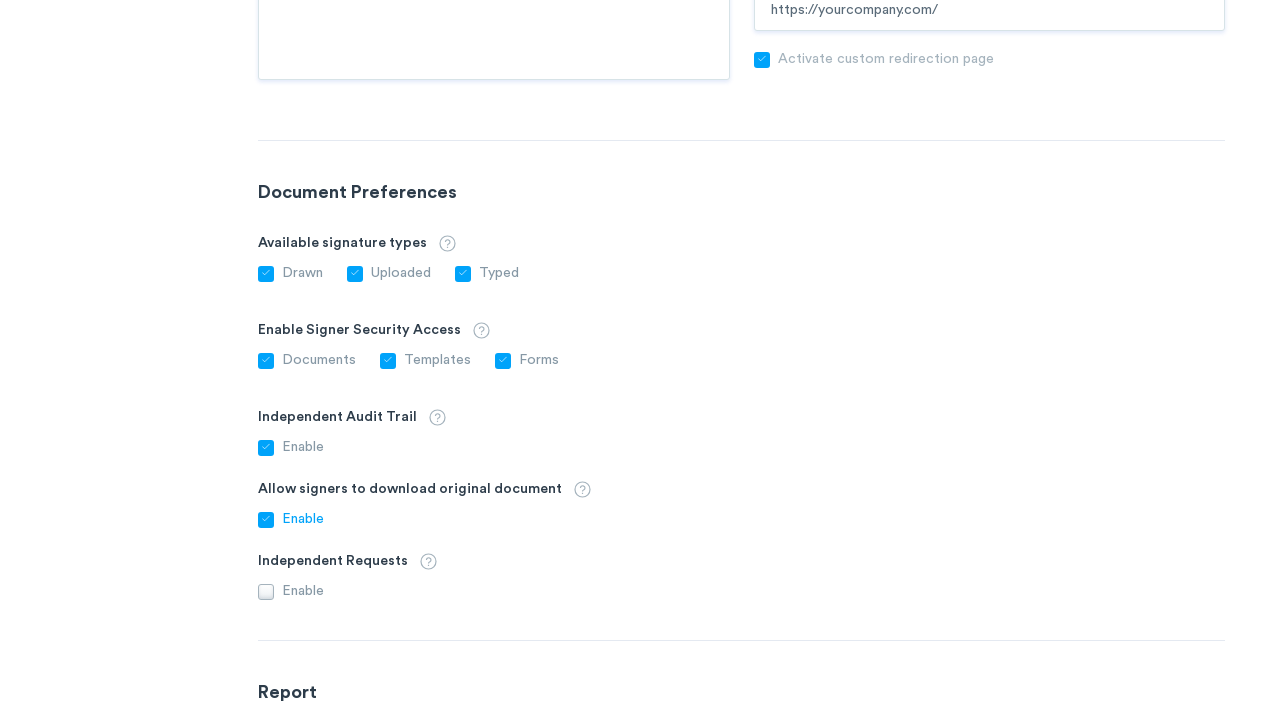 https://yourcompany.com/
Activate custom redirection page
Document Preferences
Available signature types ?
Drawn Uploaded Typed
Enable Signer Security Access ?
Documents Templates Forms
Independent Audit Trail ?
Enable
Allow signers to download original document ?
Enable
Independent Requests ?
Enable
Report